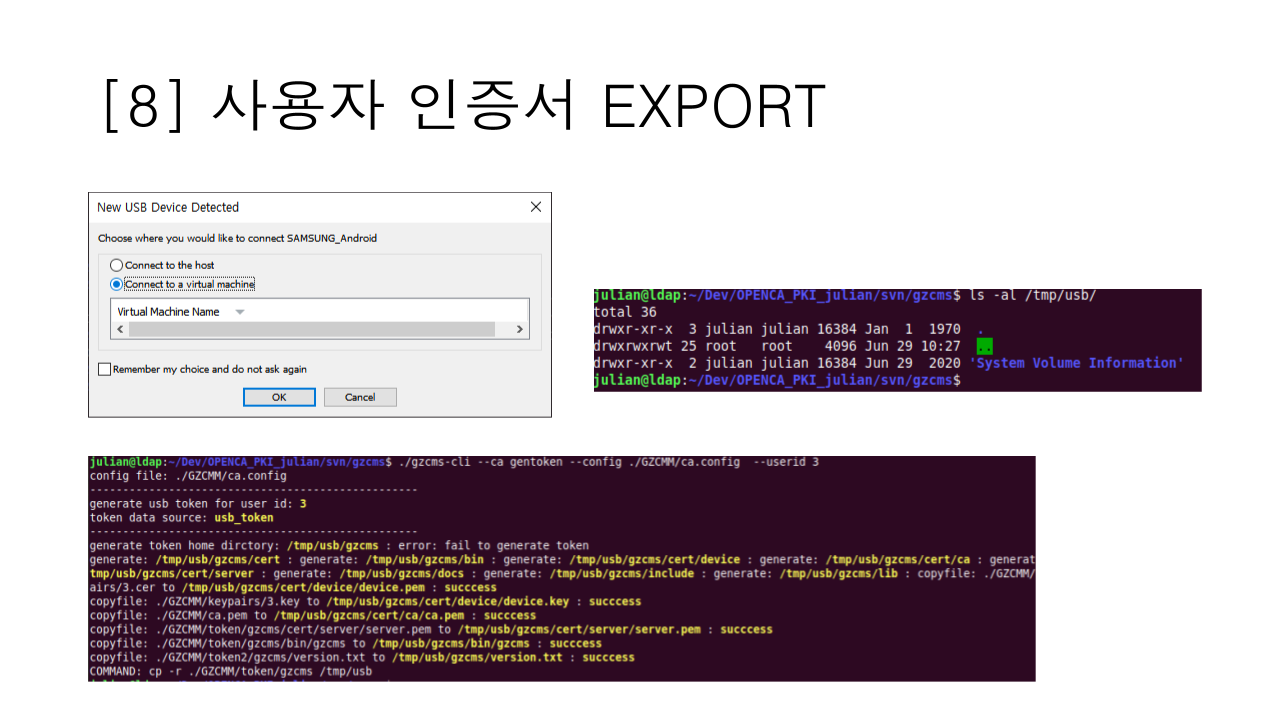 [8] 사용자 인증서 EXPORT
New USB Device Detected
Choose where you would like to connect SAMSUNG_Android
Connect to the host
Connect to a virtual machine
Virtual Machine Name
Remember my choice and do not ask again
OK Cancel
julian@ldap:~/Dev/OPENCA_PKI_julian/svn/gzcms$ ls -al /tmp/usb/
total 36
drwxr-xr-x  3 julian julian 16384 Jan  1  1970  .
drwxrwxrwt 25 root   root    4096 Jun 29 10:27  ..
drwxr-xr-x  2 julian julian 16384 Jun 29  2020 'System Volume Information'
julian@ldap:~/Dev/OPENCA_PKI_julian/svn/gzcms$
julian@ldap:~/Dev/OPENCA_PKI_julian/svn/gzcms$ ./gzcms-cli --ca gentoken --config ./GZCMM/ca.config  --userid 3
config file: ./GZCMM/ca.config
--------------------------------------------------
generate usb token for user id: 3
token data source: usb_token
--------------------------------------------------
generate token home dirctory: /tmp/usb/gzcms : error: fail to generate token
generate: /tmp/usb/gzcms/cert : generate: /tmp/usb/gzcms/bin : generate: /tmp/usb/gzcms/cert/device : generate: /tmp/usb/gzcms/cert/ca : generat
tmp/usb/gzcms/cert/server : generate: /tmp/usb/gzcms/docs : generate: /tmp/usb/gzcms/include : generate: /tmp/usb/gzcms/lib : copyfile: ./GZCMM/
airs/3.cer to /tmp/usb/gzcms/cert/device/device.pem : succcess
copyfile: ./GZCMM/keypairs/3.key to /tmp/usb/gzcms/cert/device/device.key : succcess
copyfile: ./GZCMM/ca.pem to /tmp/usb/gzcms/cert/ca/ca.pem : succcess
copyfile: ./GZCMM/token/gzcms/cert/server/server.pem to /tmp/usb/gzcms/cert/server/server.pem : succcess
copyfile: ./GZCMM/token/gzcms/bin/gzcms to /tmp/usb/gzcms/bin/gzcms : succcess
copyfile: ./GZCMM/token2/gzcms/version.txt to /tmp/usb/gzcms/version.txt : succcess
COMMAND: cp -r ./GZCMM/token/gzcms /tmp/usb